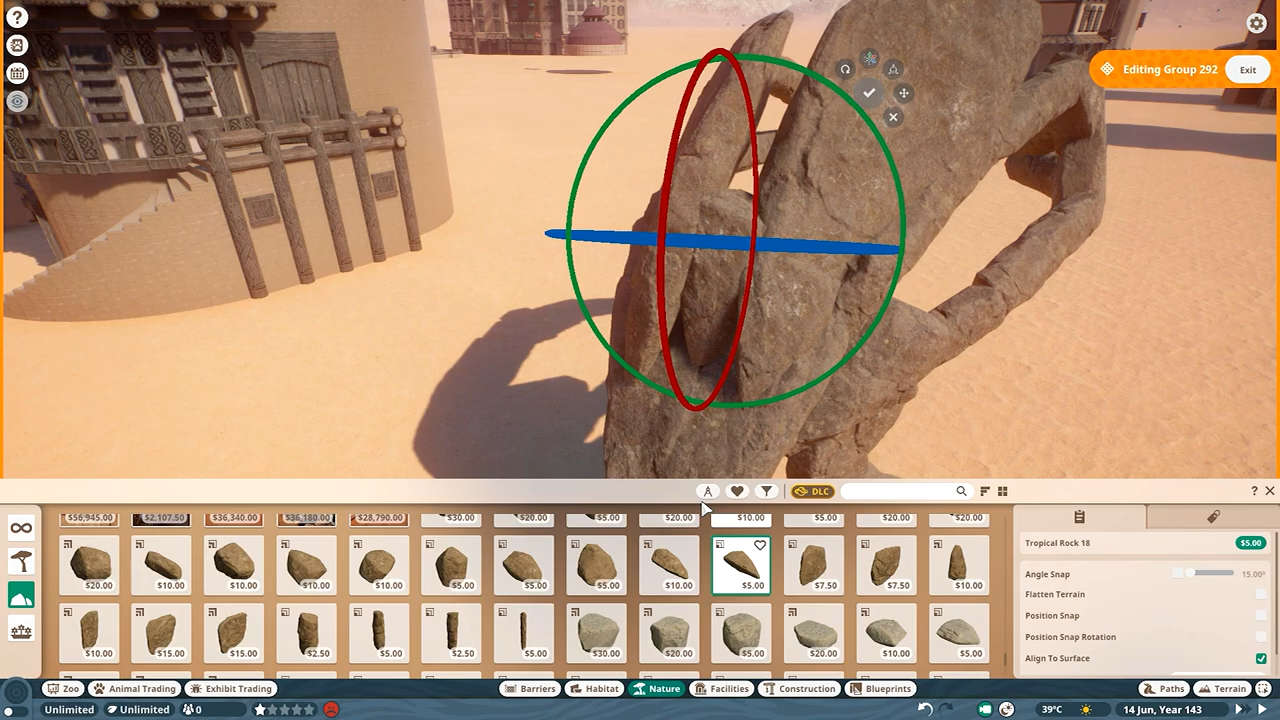 ?
Editing Group 292 Exit
DLC
? ×
$56,945.00 $2,107.50 $36,340.00 $36,180.00 $28,790.00 $30.00 $20.00 $5.00 $20.00 $10.00 $5.00 $20.00 $20.00
$20.00 $10.00 $10.00 $10.00 $10.00 $5.00 $5.00 $5.00 $10.00 $5.00 $7.50 $7.50 $10.00
$10.00 $15.00 $15.00 $2.50 $5.00 $2.50 $5.00 $30.00 $20.00 $5.00 $20.00 $10.00 $5.00
Tropical Rock 18 $5.00
Angle Snap 15.00°
Flatten Terrain
Position Snap
Position Snap Rotation
Align To Surface
Zoo Animal Trading Exhibit Trading Barriers Habitat Nature Facilities Construction Blueprints Paths Terrain
Unlimited Unlimited 0 39°C 14 Jun, Year 143